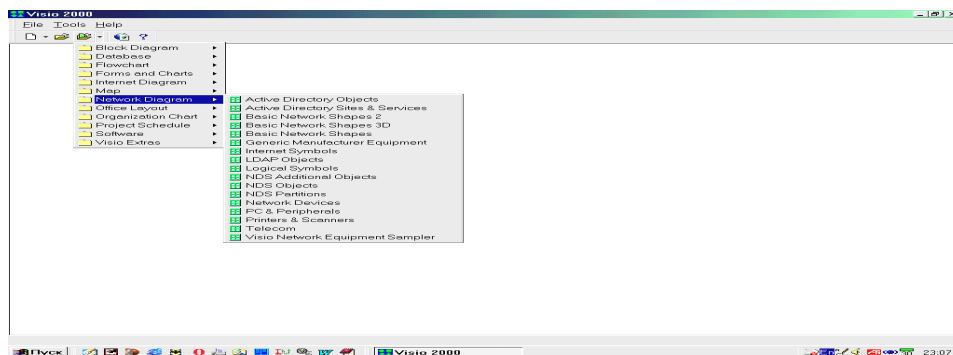 Visio 2000
File Tools Help
Block Diagram
Database
Flowchart
Forms and Charts
Internet Diagram
Map
Network Diagram
Office Layout
Organization Chart
Project Schedule
Software
Visio Extras
Active Directory Objects
Active Directory Sites & Services
Basic Network Shapes 2
Basic Network Shapes 3D
Basic Network Shapes
Generic Manufacturer Equipment
Internet Symbols
LDAP Objects
Logical Symbols
NDS Additional Objects
NDS Objects
NDS Partitions
Network Devices
PC & Peripherals
Printers & Scanners
Telecom
Visio Network Equipment Sampler
Пуск Visio 2000 23:07